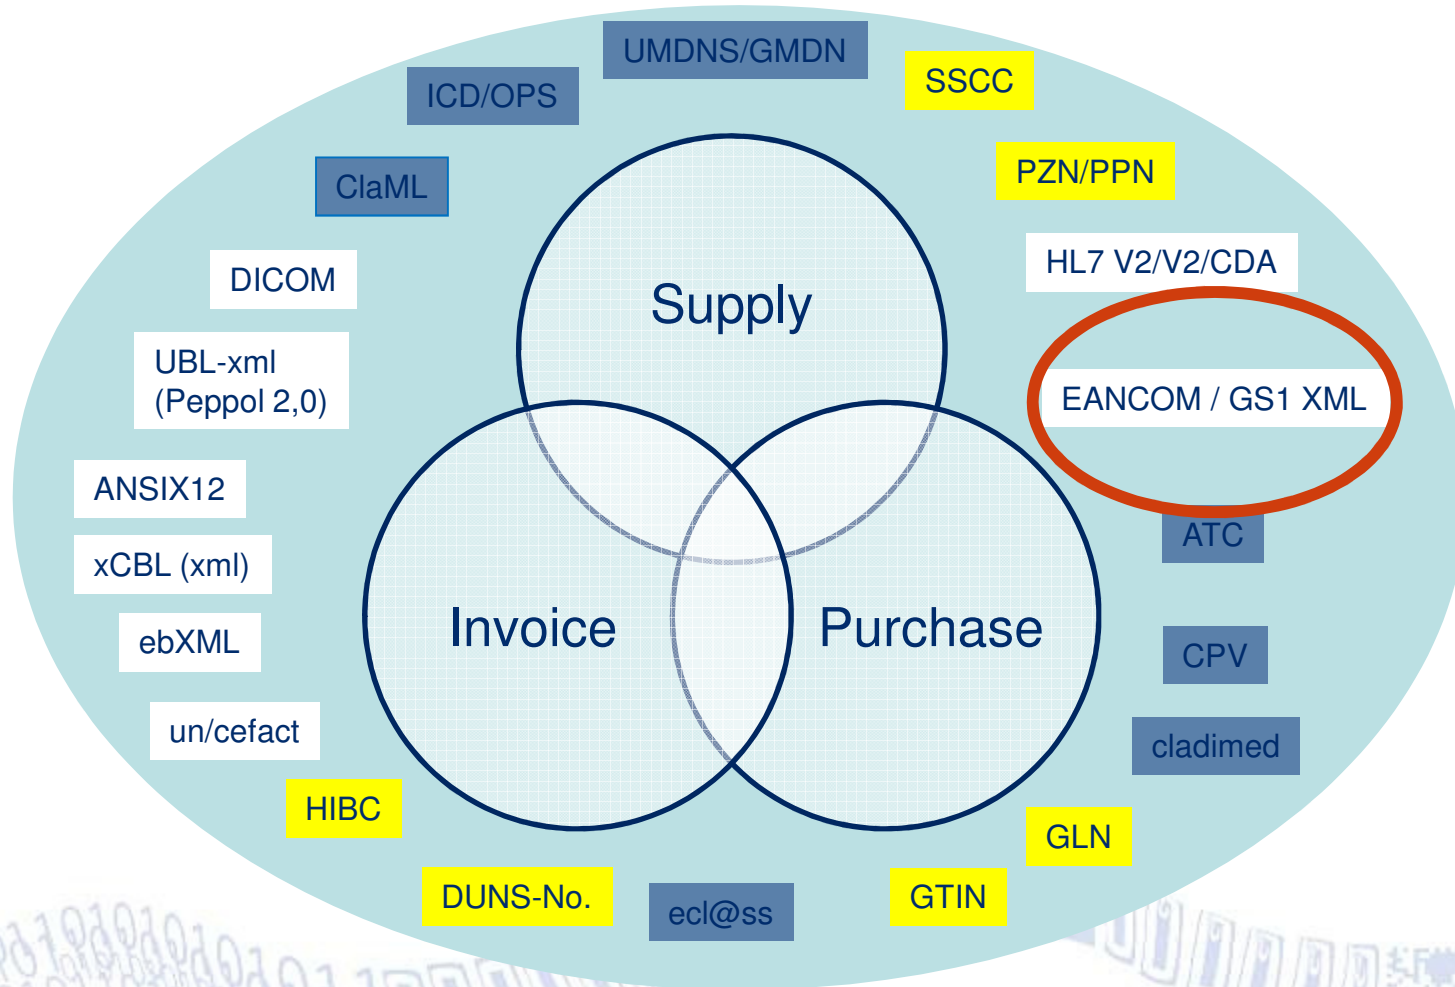 UMDNS/GMDN
SSCC
ICD/OPS
PZN/PPN
ClaML
HL7 V2/V2/CDA
DICOM
Supply
UBL-xml
(Peppol 2,0)
EANCOM / GS1 XML
ANSIX12
ATC
xCBL (xml)
ebXML
Invoice
Purchase
CPV
un/cefact
cladimed
HIBC
GLN
DUNS-No.
ecl@ss
GTIN